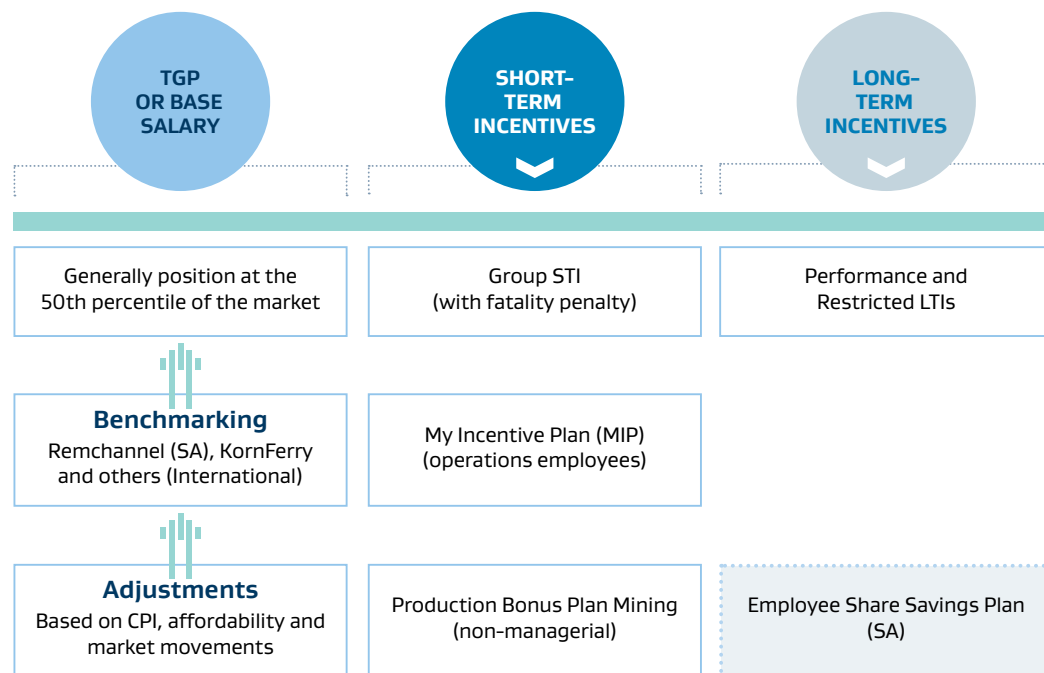 TGP
OR BASE
SALARY
SHORT-
TERM
INCENTIVES
LONG-
TERM
INCENTIVES
Generally position at the
50th percentile of the market
Group STI
(with fatality penalty)
Performance and
Restricted LTIs
Benchmarking
Remchannel (SA), KornFerry
and others (International)
My Incentive Plan (MIP)
(operations employees)
Adjustments
Based on CPI, affordability and
market movements
Production Bonus Plan Mining
(non-managerial)
Employee Share Savings Plan
(SA)